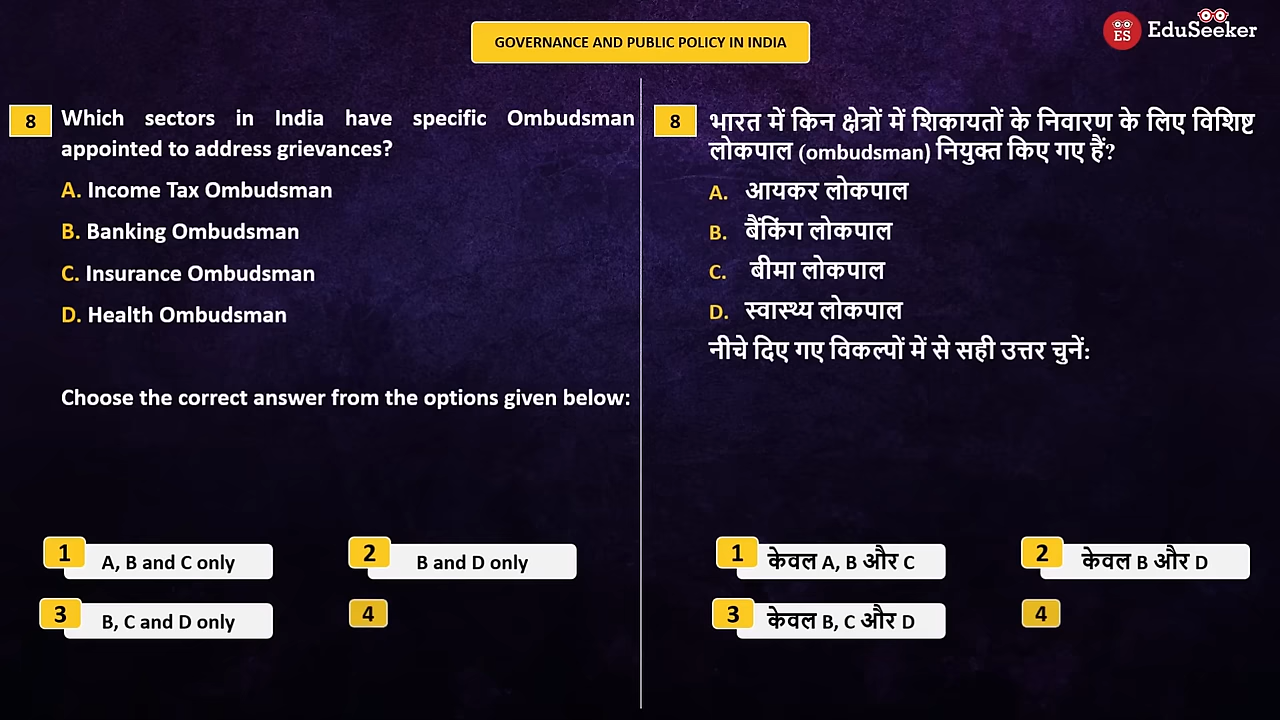 GOVERNANCE AND PUBLIC POLICY IN INDIA
ES EduSeeker
8 Which sectors in India have specific Ombudsman
appointed to address grievances?
A. Income Tax Ombudsman
B. Banking Ombudsman
C. Insurance Ombudsman
D. Health Ombudsman
Choose the correct answer from the options given below:
1 A, B and C only
2 B and D only
3 B, C and D only
4
8 भारत में किन क्षेत्रों में शिकायतों के निवारण के लिए विशिष्ट
लोकपाल (ombudsman) नियुक्त किए गए हैं?
A. आयकर लोकपाल
B. बैंकिंग लोकपाल
C. बीमा लोकपाल
D. स्वास्थ्य लोकपाल
नीचे दिए गए विकल्पों में से सही उत्तर चुनें:
1 केवल A, B और C
2 केवल B और D
3 केवल B, C और D
4